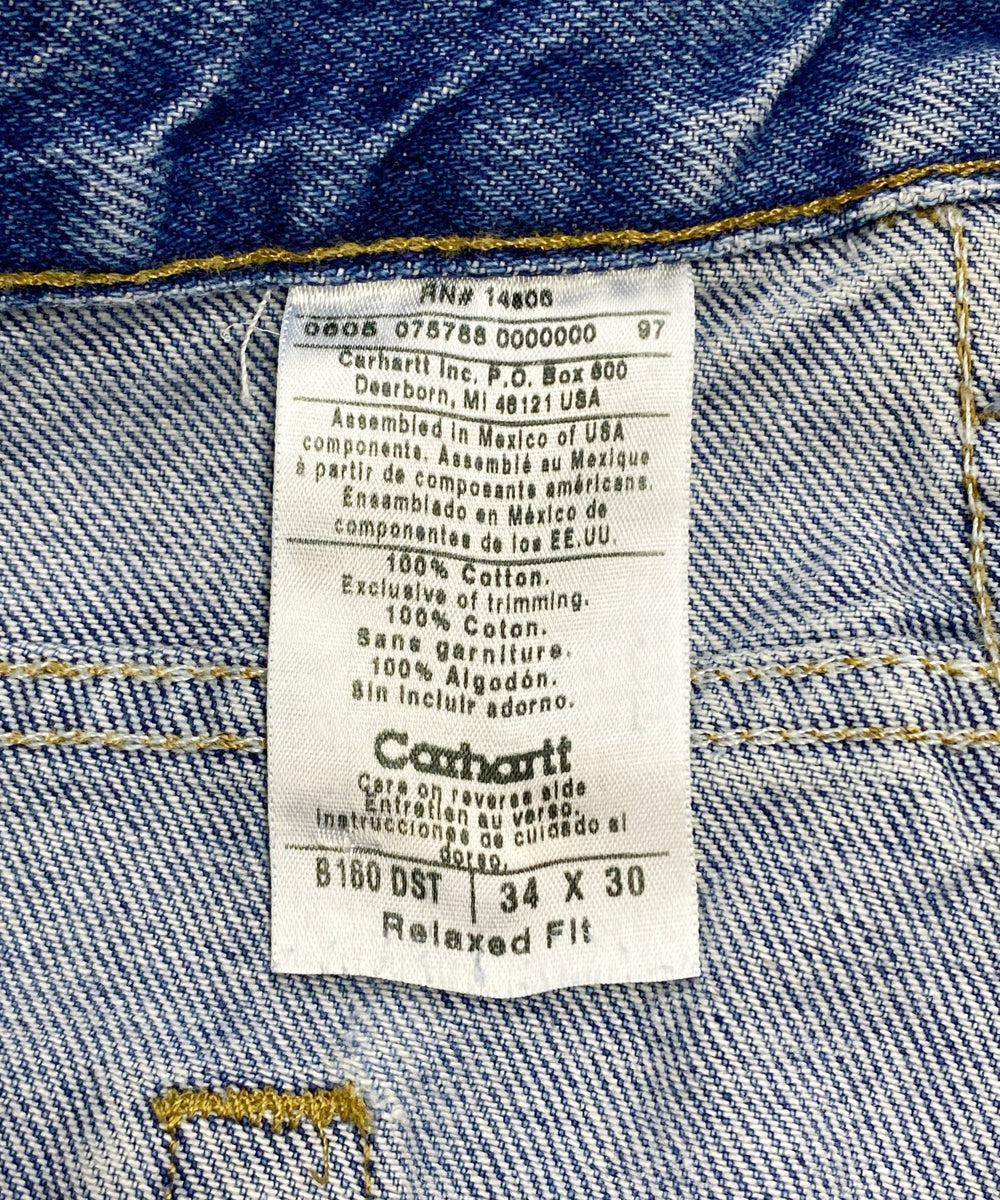 RN# 14806
0605 075788 0000000 97
Carhartt Inc. P.O. Box 600
Dearborn, MI 48121 USA
Assembled in Mexico of USA
components. Assemblé au Mexique
à partir de composants américains.
Ensamblado en México de
componentes de los EE.UU.
100% Cotton.
Exclusive of trimming.
100% Coton.
Sans garniture.
100% Algodón.
Sin incluir adorno.
Carhartt
Care on reverse side
Entretien au verso.
Instrucciones de cuidado al
dorso.
B160 DST 34 X 30
Relaxed Fit